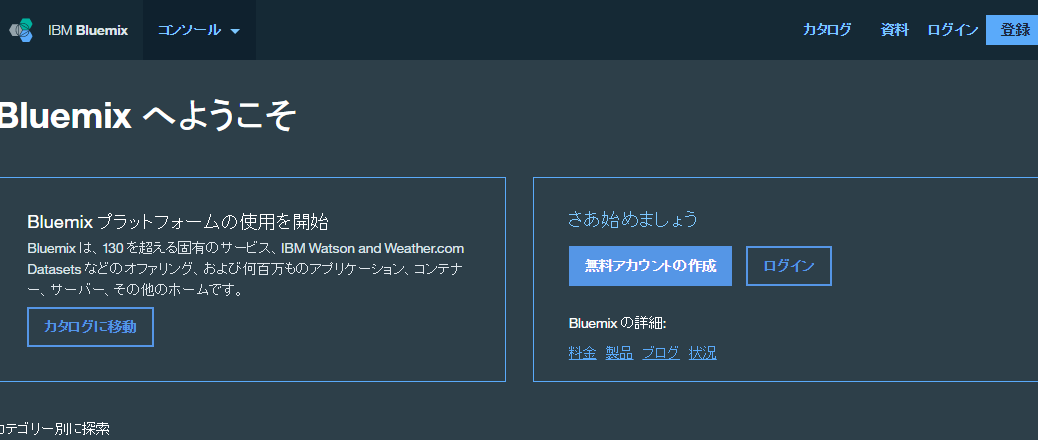 IBM Bluemix コンソール カタログ 資料 ログイン 登録
Bluemix へようこそ
Bluemix プラットフォームの使用を開始
Bluemix は、130 を超える固有のサービス、IBM Watson and Weather.com
Datasets などのオファリング、および何百万ものアプリケーション、コンテナ
ー、サーバー、その他のホームです。
カタログに移動
さあ始めましょう
無料アカウントの作成 ログイン
Bluemix の詳細:
料金 製品 ブログ 状況
カテゴリー別に探索